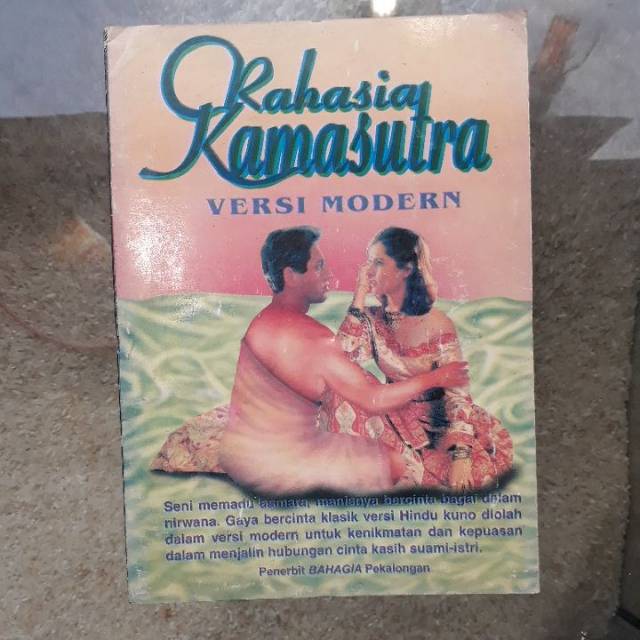 Rahasia
Kamasutra
VERSI MODERN
Seni memadu asmara, manisnya bercinta bagai dalam
nirwana. Gaya bercinta klasik versi Hindu kuno diolah
dalam versi modern untuk kenikmatan dan kepuasan
dalam menjalin hubungan cinta kasih suami-istri.
Penerbit BAHAGIA Pekalongan